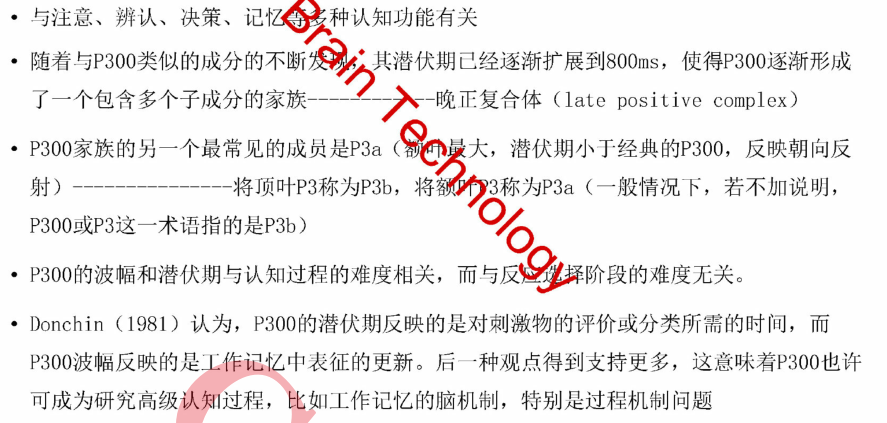 • 与注意、辨认、决策、记忆等多种认知功能有关
• 随着与P300类似的成分的不断发现，其潜伏期已经逐渐扩展到800ms，使得P300逐渐形成
了一个包含多个子成分的家族------------晚正复合体（late positive complex）
• P300家族的另一个最常见的成员是P3a（额叶最大，潜伏期小于经典的P300，反映朝向反
射）---------------将顶叶P3称为P3b，将额叶P3称为P3a（一般情况下，若不加说明，
P300或P3这一术语指的是P3b）
• P300的波幅和潜伏期与认知过程的难度相关，而与反应选择阶段的难度无关。
• Donchin（1981）认为，P300的潜伏期反映的是对刺激物的评价或分类所需的时间，而
P300波幅反映的是工作记忆中表征的更新。后一种观点得到支持更多，这意味着P300也许
可成为研究高级认知过程，比如工作记忆的脑机制，特别是过程机制问题
Brain Technology